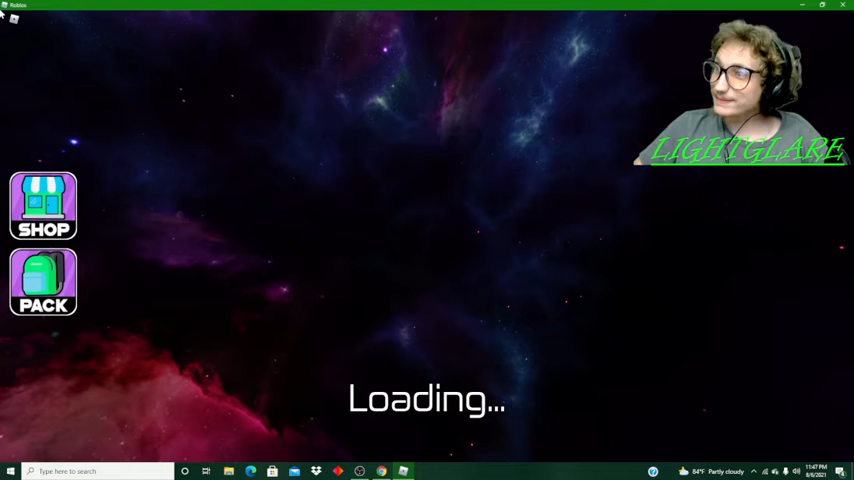 Roblox
LIGHTGLARE
SHOP
PACK
Loading...
Type here to search
84°F Partly cloudy
11:47 PM
8/6/2021